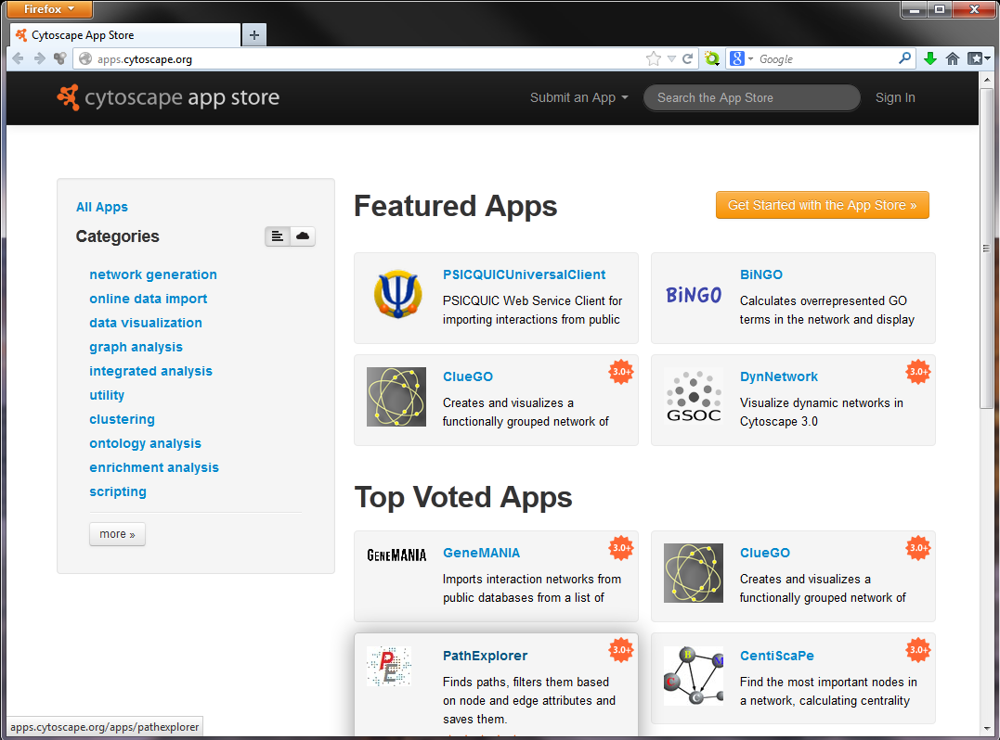 Firefox
Cytoscape App Store
apps.cytoscape.org
Google
cytoscape app store
Submit an App
Search the App Store
Sign In
All Apps
Categories
network generation
online data import
data visualization
graph analysis
integrated analysis
utility
clustering
ontology analysis
enrichment analysis
scripting
more »
Featured Apps
Get Started with the App Store »
PSICQUICUniversalClient
PSICQUIC Web Service Client for
importing interactions from public
BiNGO
BiNGO
Calculates overrepresented GO
terms in the network and display
ClueGO
3.0+
Creates and visualizes a
functionally grouped network of
GSOC
DynNetwork
3.0+
Visualize dynamic networks in
Cytoscape 3.0
Top Voted Apps
GeneMANIA
GeneMANIA
3.0+
Imports interaction networks from
public databases from a list of
ClueGO
3.0+
Creates and visualizes a
functionally grouped network of
PE
PathExplorer
3.0+
Finds paths, filters them based
on node and edge attributes and
saves them.
B
M
C
C
CentiScaPe
3.0+
Find the most important nodes in
a network, calculating centrality
apps.cytoscape.org/apps/pathexplorer